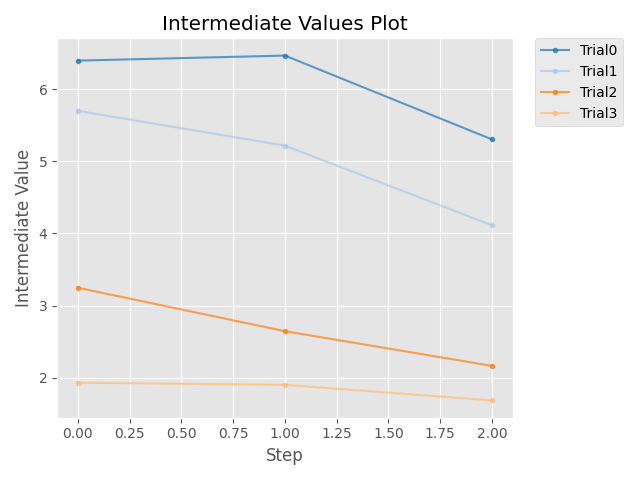 Intermediate Values Plot
Trial0
Trial1
Trial2
Trial3
Intermediate Value
6
5
4
3
2
0.00 0.25 0.50 0.75 1.00 1.25 1.50 1.75 2.00
Step